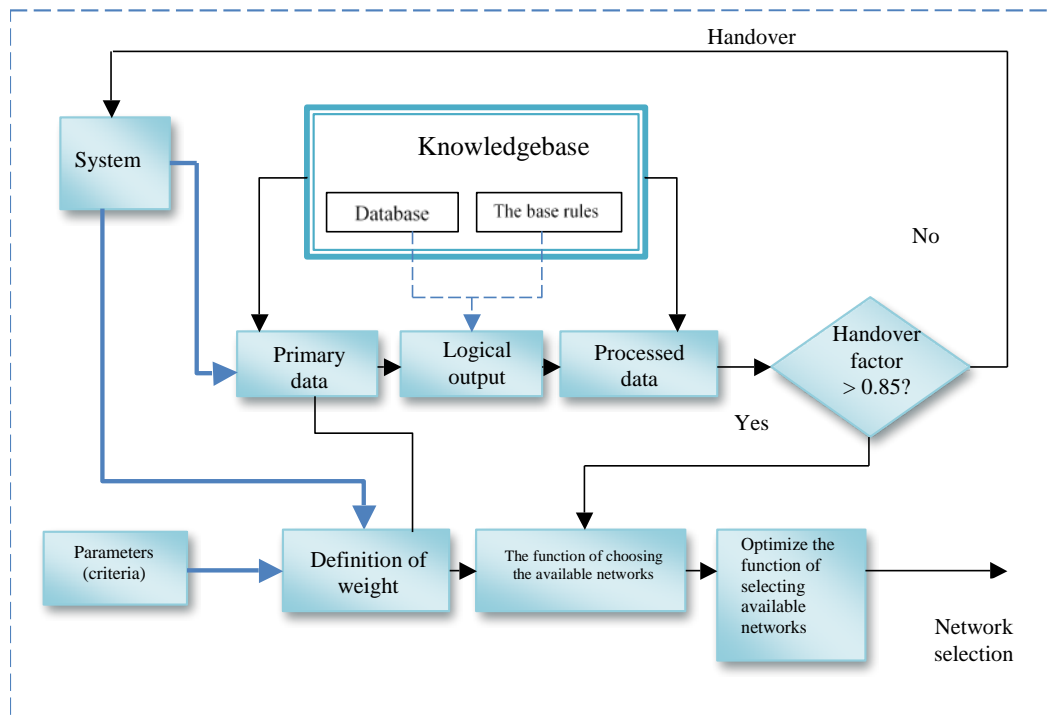 Handover
System
Knowledgebase
Database
The base rules
No
Primary
data
Logical
output
Processed
data
Handover
factor
> 0.85?
Yes
Parameters
(criteria)
Definition of
weight
The function of choosing
the available networks
Optimize the
function of
selecting
available
networks
Network
selection